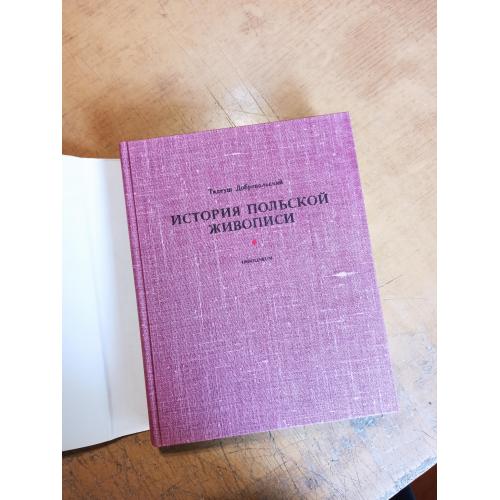 Тадеуш Добровольский
ИСТОРИЯ ПОЛЬСКОЙ
ЖИВОПИСИ